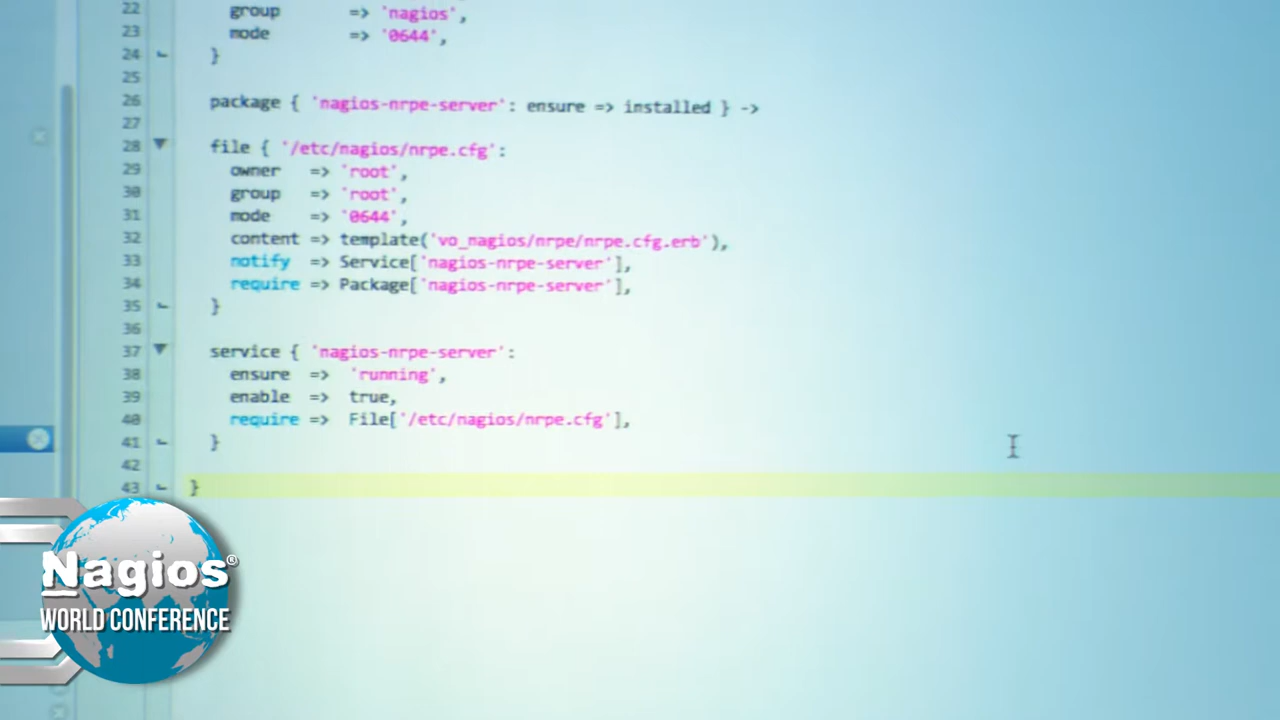 22 group => 'nagios',
23 mode => '0644',
24 }
25
26 package { 'nagios-nrpe-server': ensure => installed } ->
27
28 file { '/etc/nagios/nrpe.cfg':
29 owner => 'root',
30 group => 'root',
31 mode => '0644',
32 content => template('vo_nagios/nrpe/nrpe.cfg.erb'),
33 notify => Service['nagios-nrpe-server'],
34 require => Package['nagios-nrpe-server'],
35 }
36
37 service { 'nagios-nrpe-server':
38 ensure => 'running',
39 enable => true,
40 require => File['/etc/nagios/nrpe.cfg'],
41 }
42
43 }
Nagios®
WORLD CONFERENCE